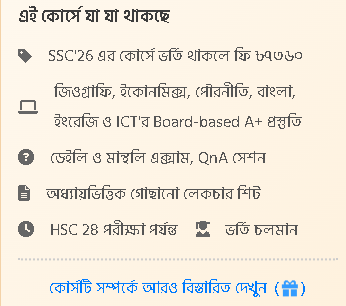 এই কোর্সে যা যা থাকছে
SSC'26 এর কোর্সে ভর্তি থাকলে ফি ৳৭৩৬০
জিওগ্রাফি, ইকোনমিক্স, পৌরনীতি, বাংলা,
ইংরেজি ও ICT'র Board-based A+ প্রস্তুতি
ডেইলি ও মান্থলি এক্সাম, QnA সেশন
অধ্যায়ভিত্তিক গোছানো লেকচার শিট
HSC 28 পরীক্ষা পর্যন্ত ভর্তি চলমান
কোর্সটি সম্পর্কে আরও বিস্তারিত দেখুন ( )